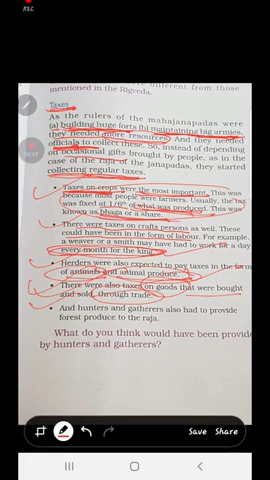 REC
different from those
mentioned in the Rigveda.
Taxes
As the rulers of the mahajanapadas were
(a) building huge forts (b) maintaining big armies,
they needed more resources. And they needed
officials to collect these. So, instead of depending
on occasional gifts brought by people, as in the
case of the raja of the janapadas, they started
collecting regular taxes.
• Taxes on crops were the most important. This was
because most people were farmers. Usually, the tax
was fixed at 1/6th of what was produced. This was
known as bhaga or a share.
• There were taxes on crafts persons as well. These
could have been in the form of labour. For example,
a weaver or a smith may have had to work for a day
every month for the king.
• Herders were also expected to pay taxes in the form
of animals and animal produce.
• There were also taxes on goods that were bought
and sold, through trade.
• And hunters and gatherers also had to provide
forest produce to the raja.
What do you think would have been provide
by hunters and gatherers?
Save Share